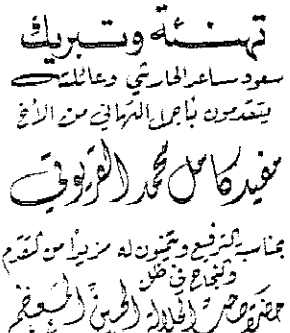 تهنئة وتبريك
سعود ساعد الحارثي وعائلته
يتقدمون بأجمل التهاني من الأخ
مفيد كامل محمد القريوتي
بمناسبة الترفيع ويتمنون له مزيداً من التقدم
والنجاح في ظل
حضرة صاحب الجلالة الحسين المعظم